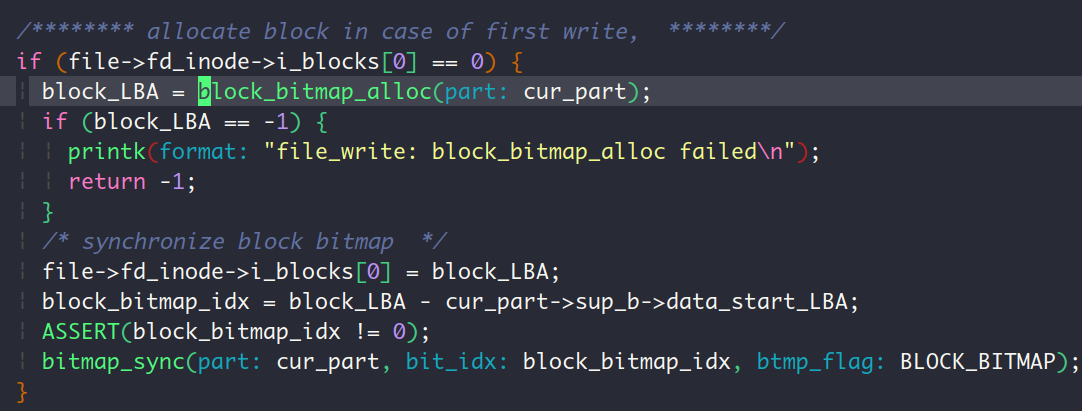 /******** allocate block in case of first write,  ********/
if (file->fd_inode->i_blocks[0] == 0) {
block_LBA = block_bitmap_alloc(part: cur_part);
if (block_LBA == -1) {
printk(format: "file_write: block_bitmap_alloc failed\n");
return -1;
}
/* synchronize block bitmap  */
file->fd_inode->i_blocks[0] = block_LBA;
block_bitmap_idx = block_LBA - cur_part->sup_b->data_start_LBA;
ASSERT(block_bitmap_idx != 0);
bitmap_sync(part: cur_part, bit_idx: block_bitmap_idx, btmp_flag: BLOCK_BITMAP);
}